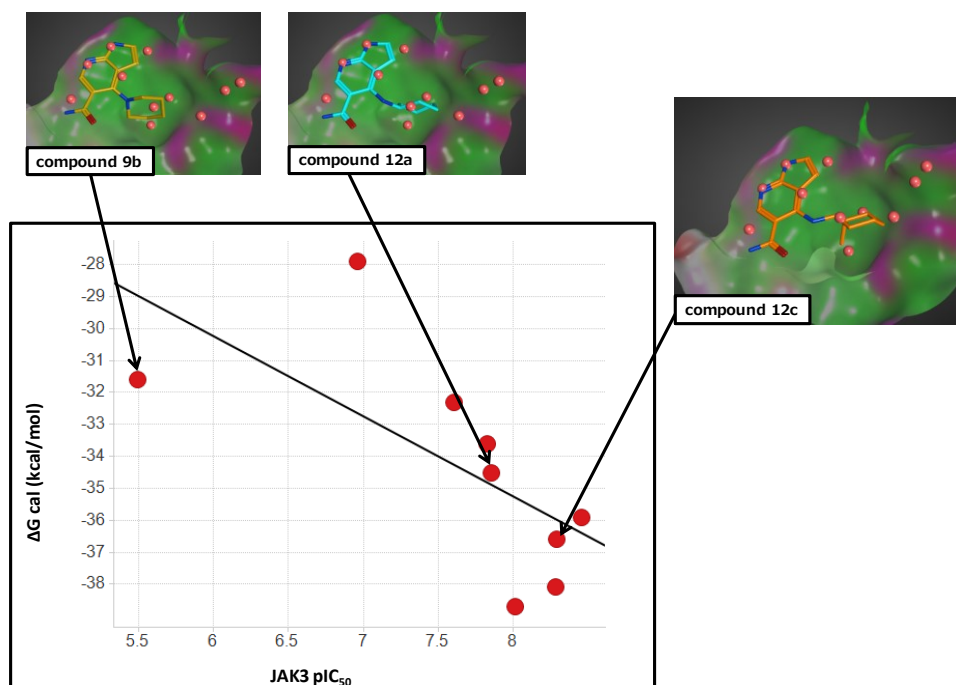 compound 9b
compound 12a
compound 12c
-28
-29
-30
-31
-32
-33
-34
-35
-36
-37
-38
ΔG cal (kcal/mol)
5.5 6 6.5 7 7.5 8
JAK3 pIC₅₀